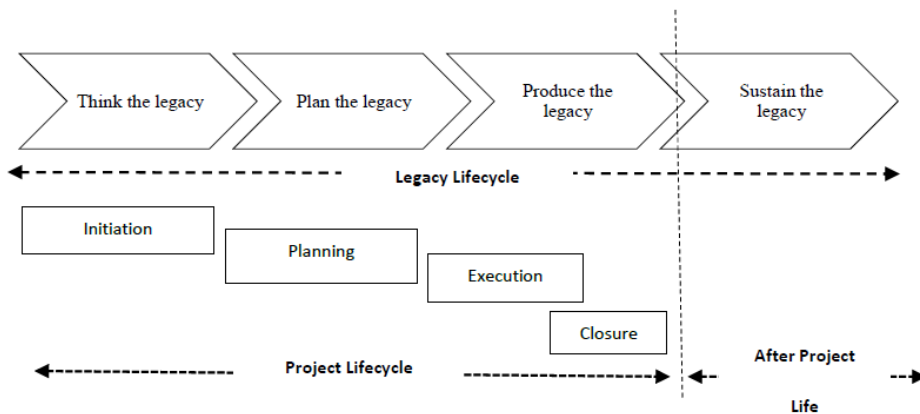 Think the legacy
Plan the legacy
Produce the
legacy
Sustain the
legacy
Legacy Lifecycle
Initiation
Planning
Execution
Closure
Project Lifecycle
After Project
Life